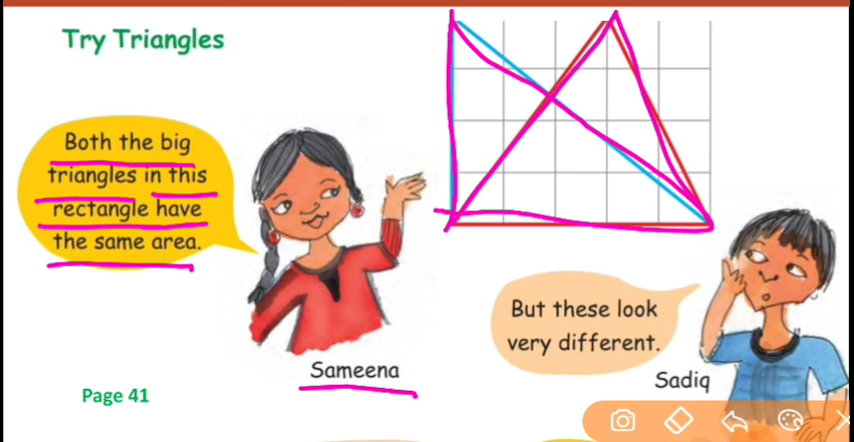 Try Triangles
Both the big
triangles in this
rectangle have
the same area.
But these look
very different.
Sameena
Sadiq
Page 41